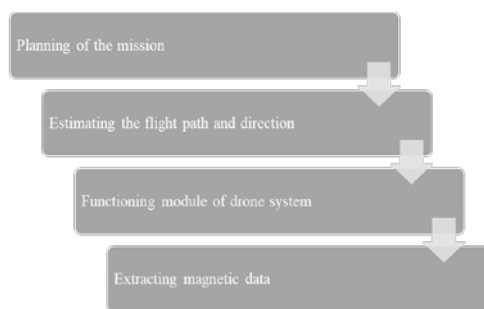 Planning of the mission
Estimating the flight path and direction
Functioning module of drone system
Extracting magnetic data